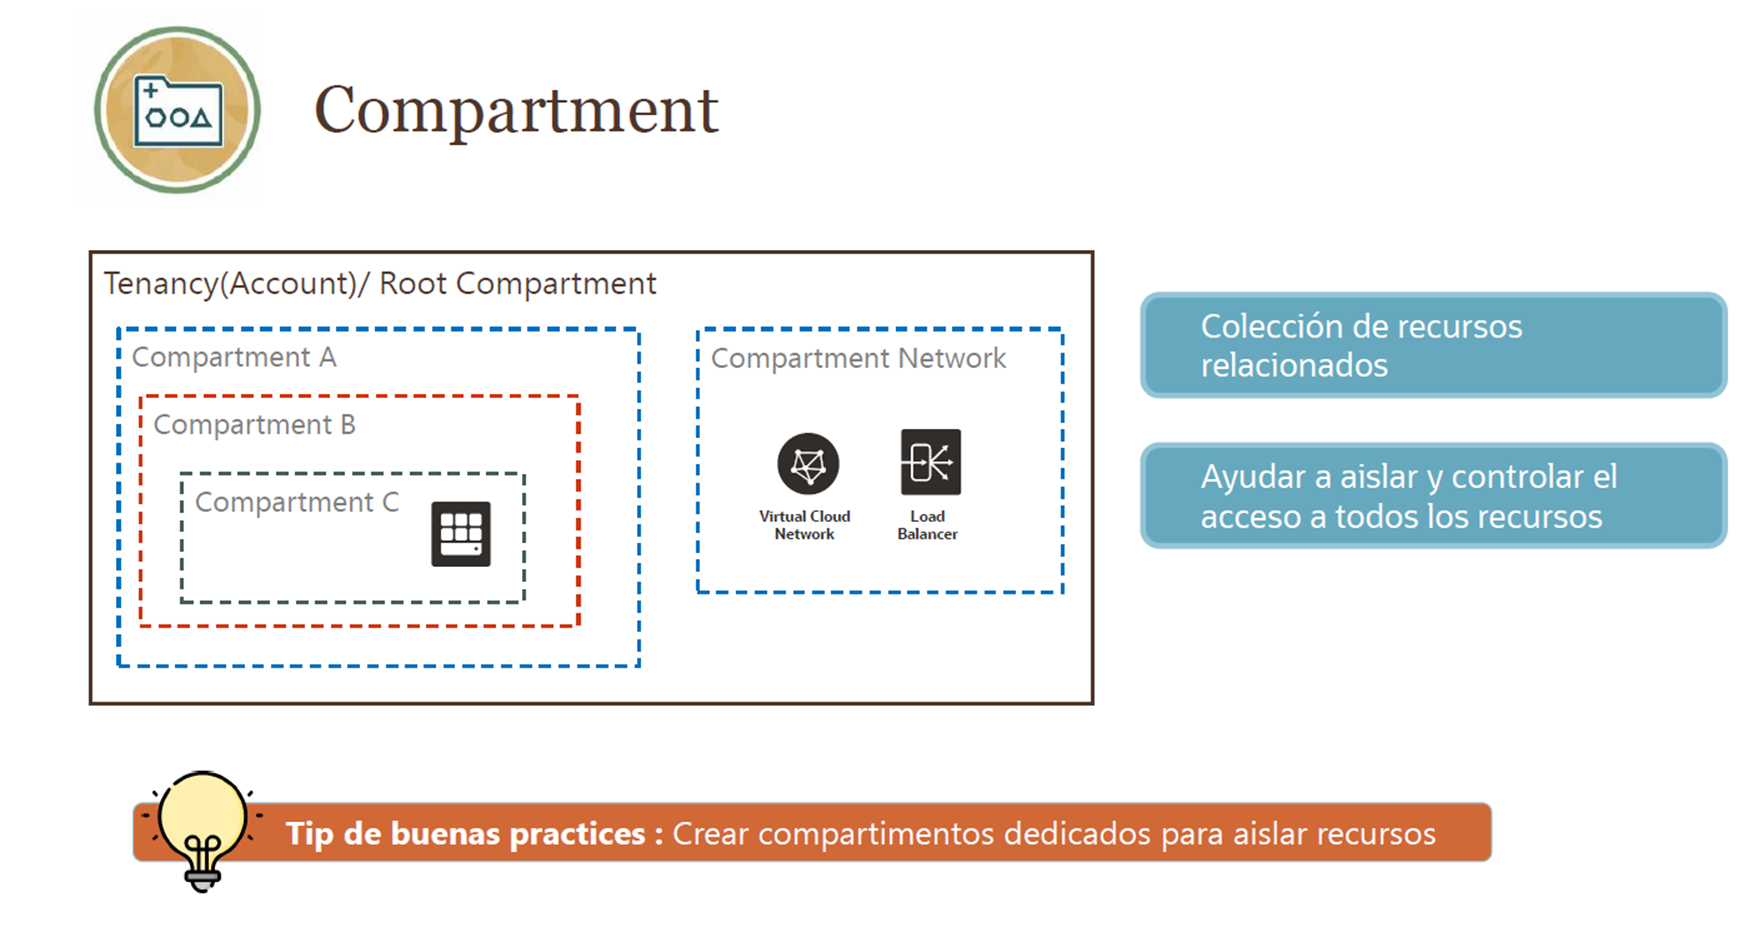 Compartment
Tenancy(Account)/ Root Compartment
Compartment A
Compartment B
Compartment C
Compartment Network
Virtual Cloud
Network
Load
Balancer
Colección de recursos
relacionados
Ayudar a aislar y controlar el
acceso a todos los recursos
Tip de buenas practices : Crear compartimentos dedicados para aislar recursos